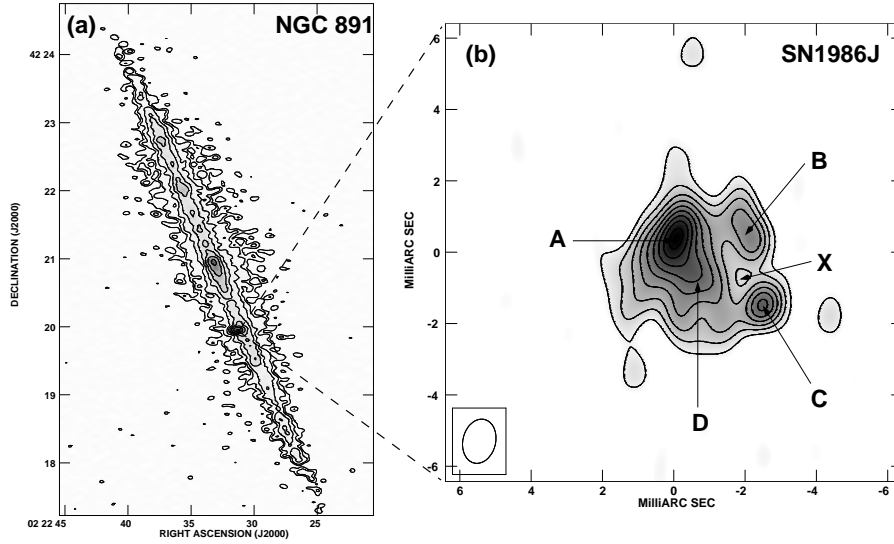 (a) NGC 891
42 24
23
22
21
20
19
18
DECLINATION (J2000)
02 22 45 40 35 30 25
RIGHT ASCENSION (J2000)
(b) SN1986J
6
4
2
0
-2
-4
-6
MilliARC SEC
A
B
X
C
D
6 4 2 0 -2 -4 -6
MilliARC SEC